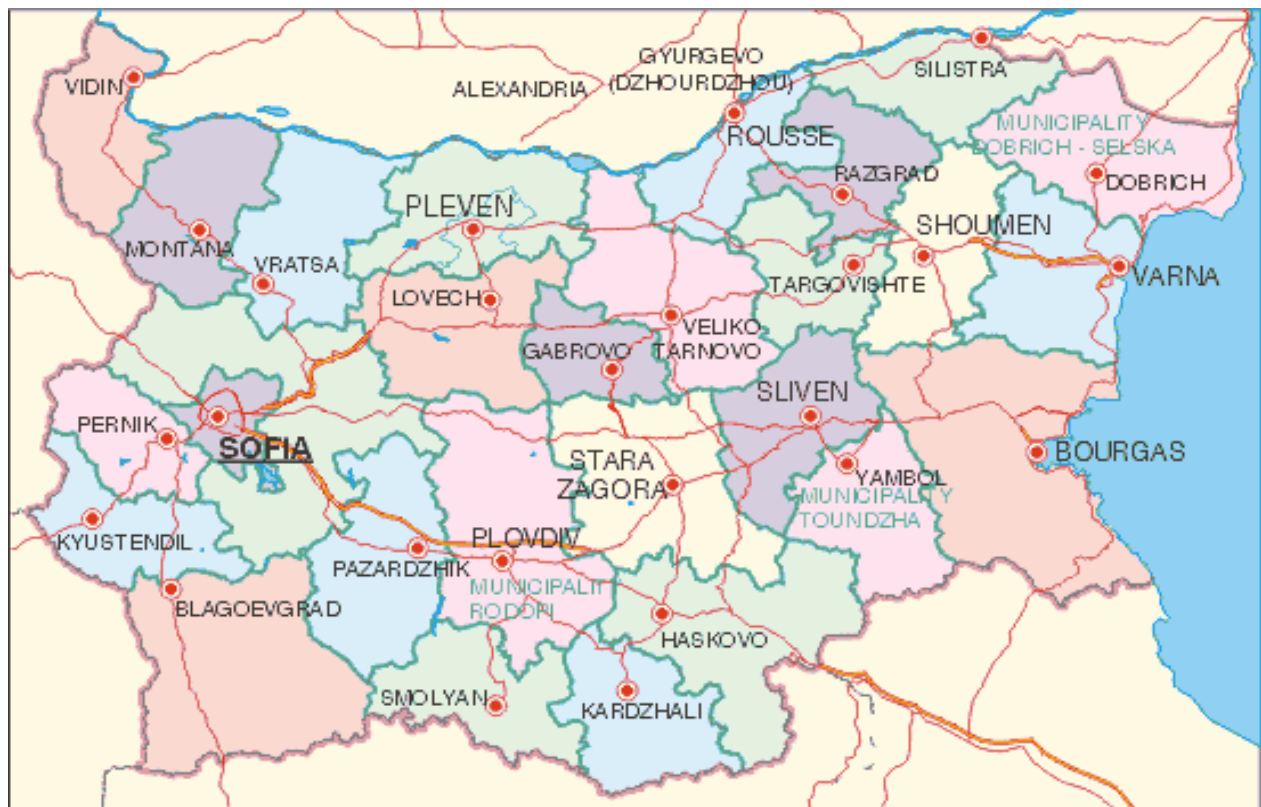 GYURGEVO
(DZHOURDZHOU)
ALEXANDRIA
SILISTRA
VIDIN
ROUSSE
MUNICIPALITY
DOBRICH - SELSKA
DOBRICH
RAZGRAD
PLEVEN
SHOUMEN
MONTANA
VRATSA
TARGOVISHTE
VARNA
LOVECH
VELIKO
TARNOVO
GABROVO
SLIVEN
PERNIK
SOFIA
BOURGAS
STARA
ZAGORA
YAMBOL
MUNICIPALITY
TOUNDZHA
KYUSTENDIL
PLOVDIV
PAZARDZHIK
MUNICIPALIT
RODOPI
BLAGOEVGRAD
HASKOVO
SMOLYAN
KARDZHALI